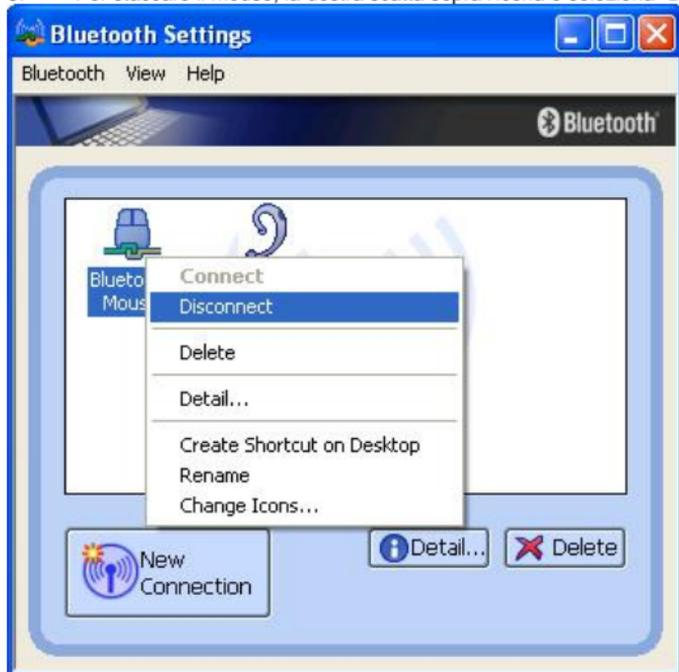 Bluetooth Settings
Bluetooth View Help
Bluetooth
Blueto
Mous
Connect
Disconnect
Delete
Detail...
Create Shortcut on Desktop
Rename
Change Icons...
New
Connection
Detail...
Delete